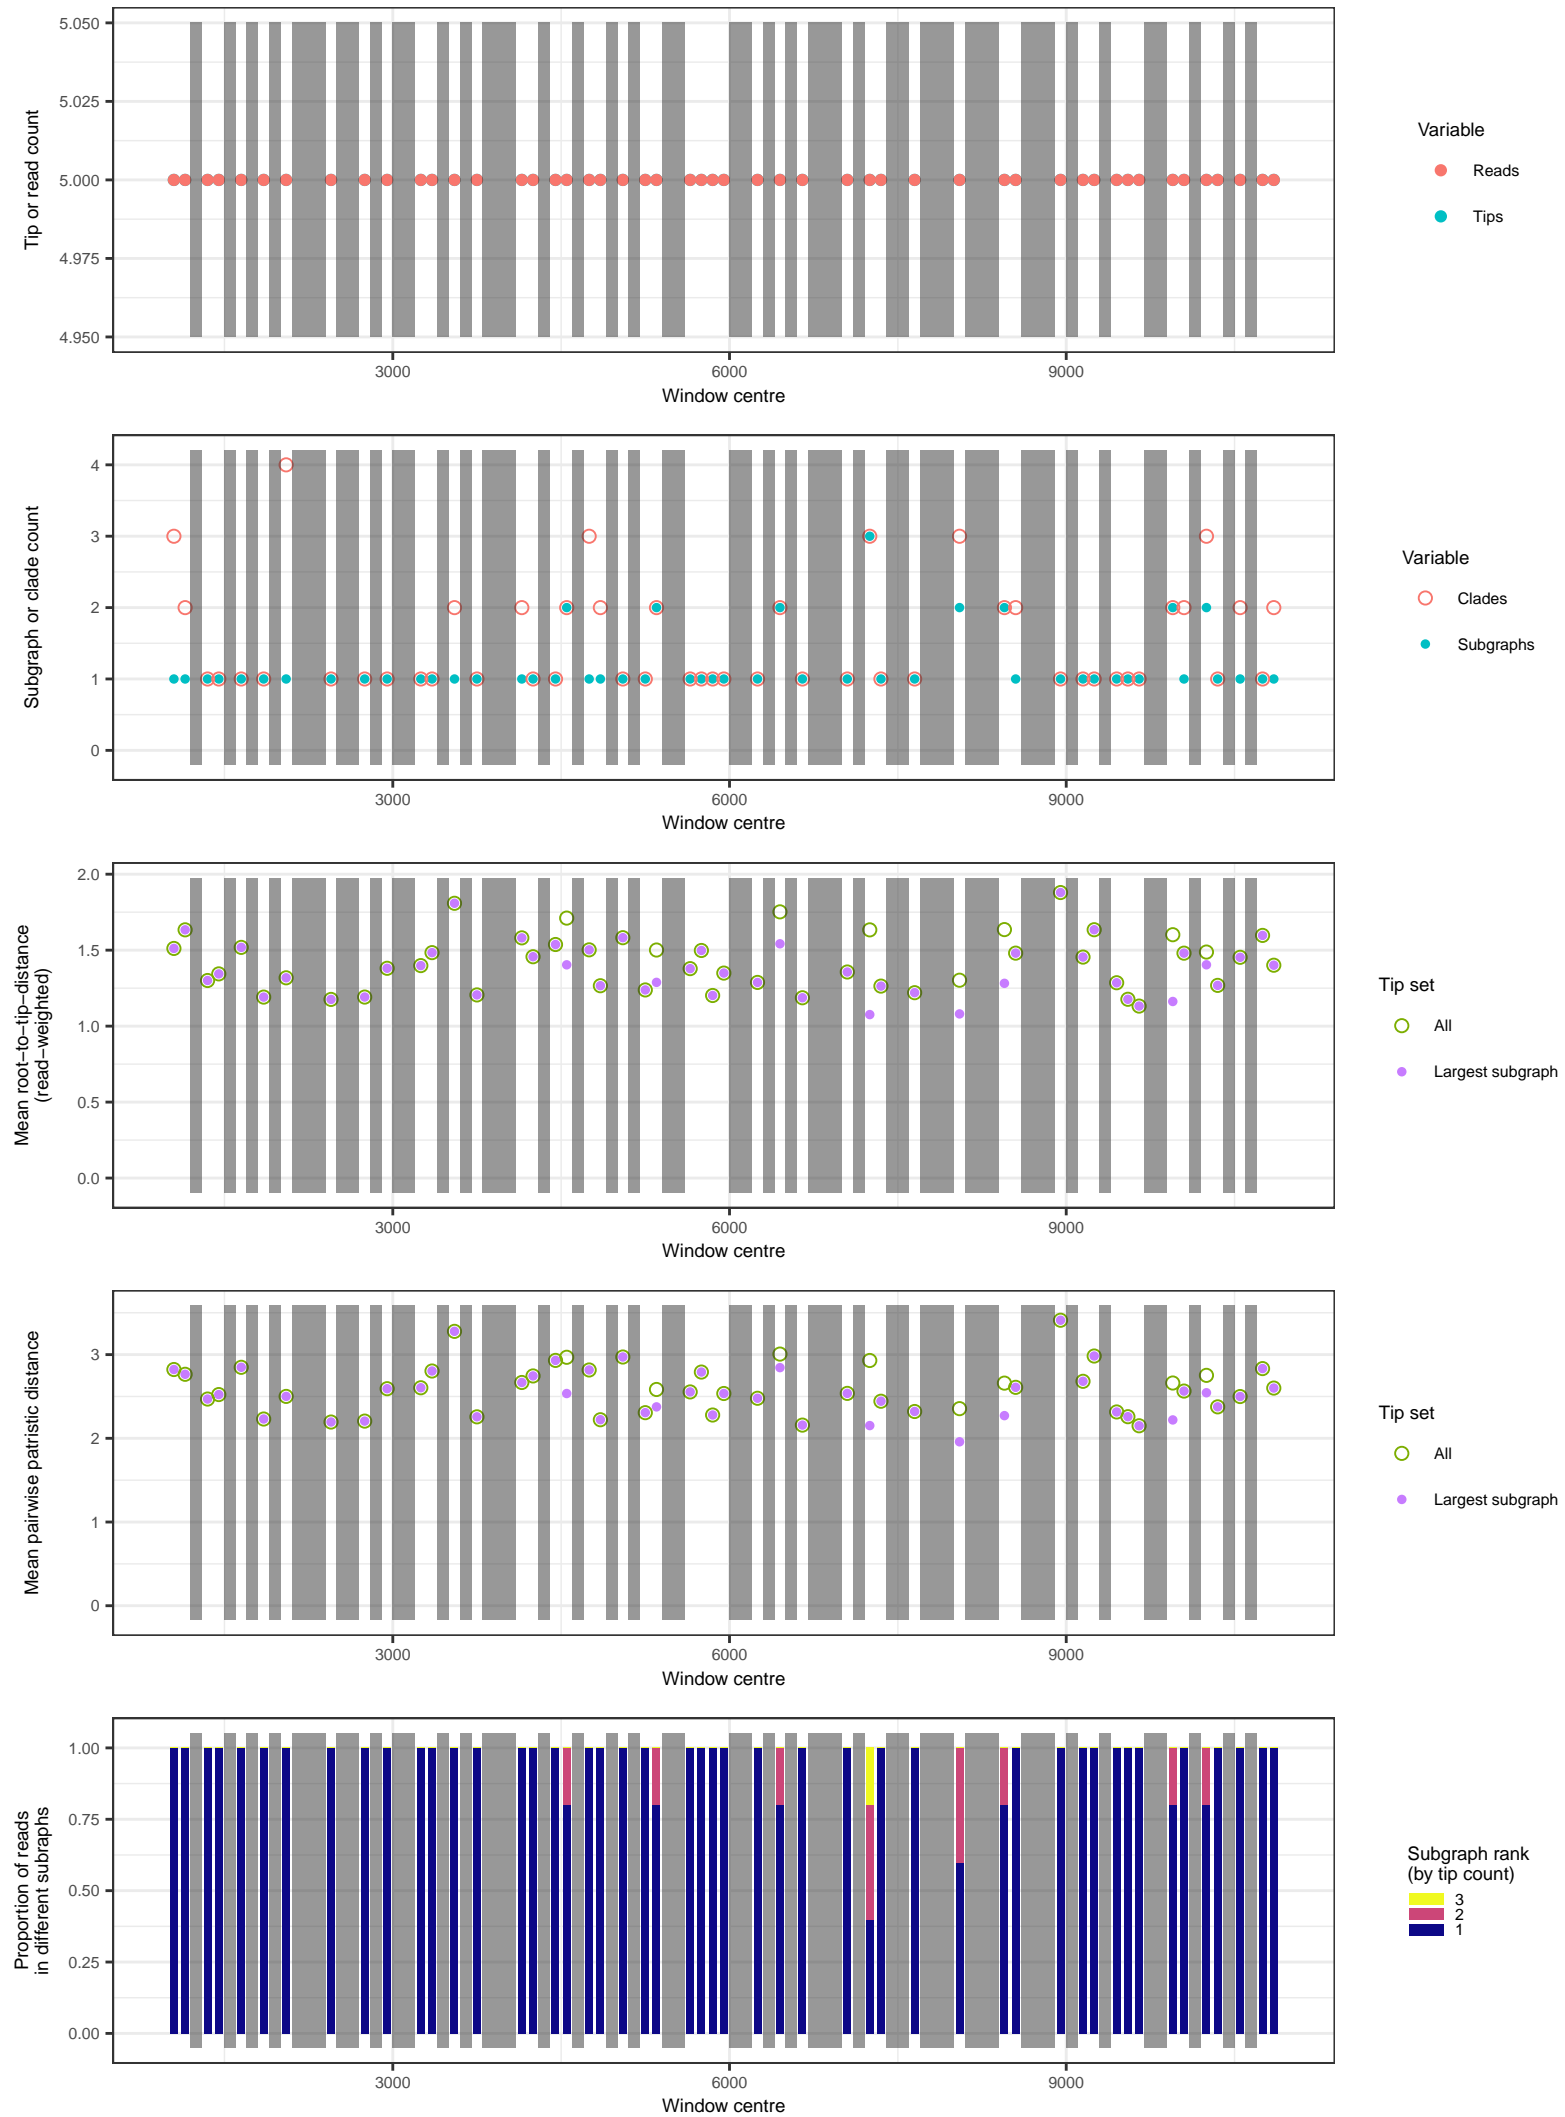 5.050
5.025
5.000
4.975
4.950
Tip or read count
3000
6000
9000
Window centre
Variable
Reads
Tips
4
3
2
1
0
Subgraph or clade count
3000
6000
9000
Window centre
Variable
Clades
Subgraphs
2.0
1.5
1.0
0.5
0.0
Mean root−to−tip−distance
(read−weighted)
3000
6000
9000
Window centre
Tip set
All
Largest subgraph
3
2
1
0
Mean pairwise patristic distance
3000
6000
9000
Window centre
Tip set
All
Largest subgraph
1.00
0.75
0.50
0.25
0.00
Proportion of reads
in different subraphs
3000
6000
9000
Window centre
Subgraph rank
(by tip count)
3
2
1